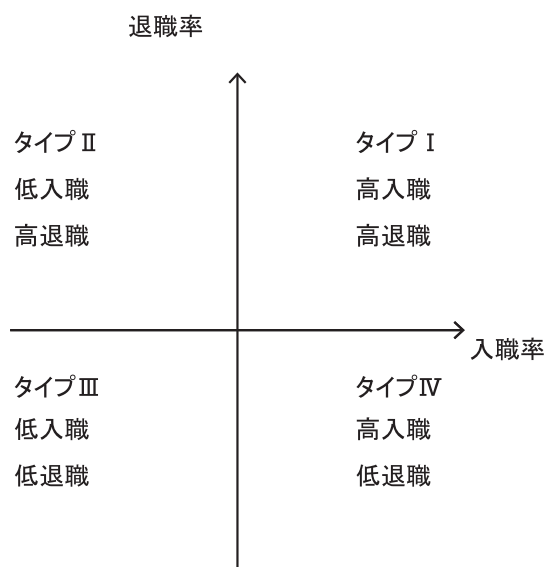 退職率
タイプⅡ
低入職
高退職
タイプⅠ
高入職
高退職
入職率
タイプⅢ
低入職
低退職
タイプⅣ
高入職
低退職